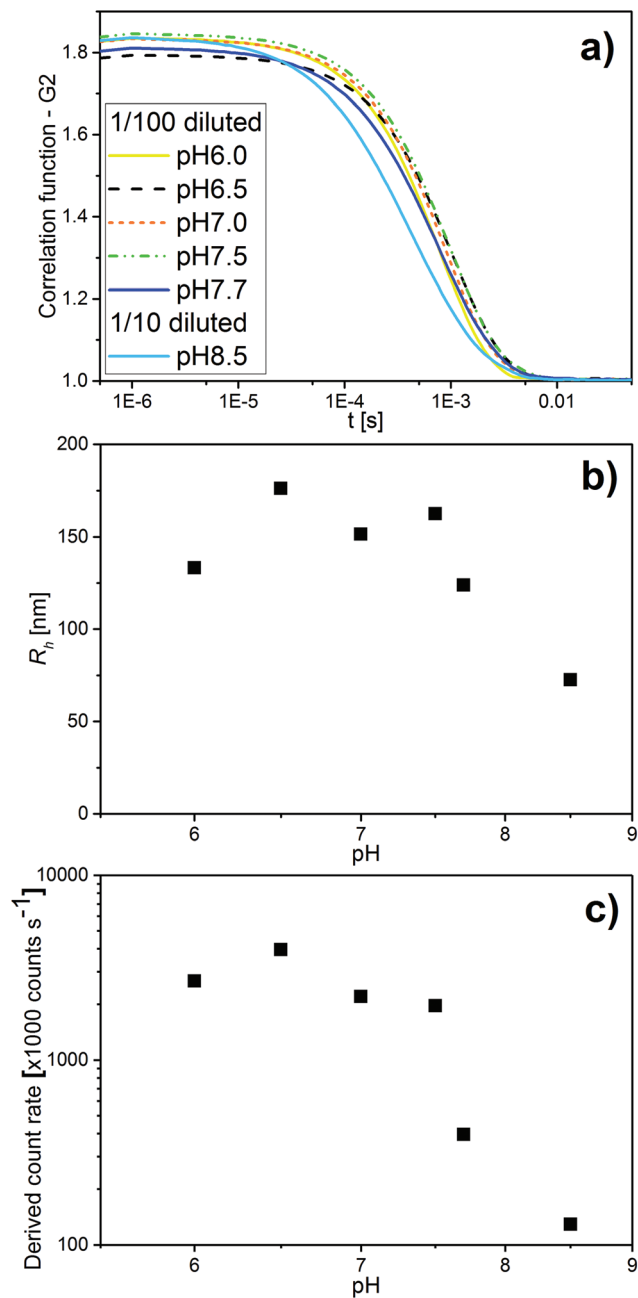 a)
Correlation function - G2
1.8
1.6
1.4
1.2
1.0
1/100 diluted
pH6.0
pH6.5
pH7.0
pH7.5
pH7.7
1/10 diluted
pH8.5
1E-6 1E-5 1E-4 1E-3 0.01
t [s]
b)
R_h [nm]
200
150
100
50
0
6 7 8 9
pH
c)
Derived count rate [x1000 counts s^-1]
10000
1000
100
6 7 8 9
pH